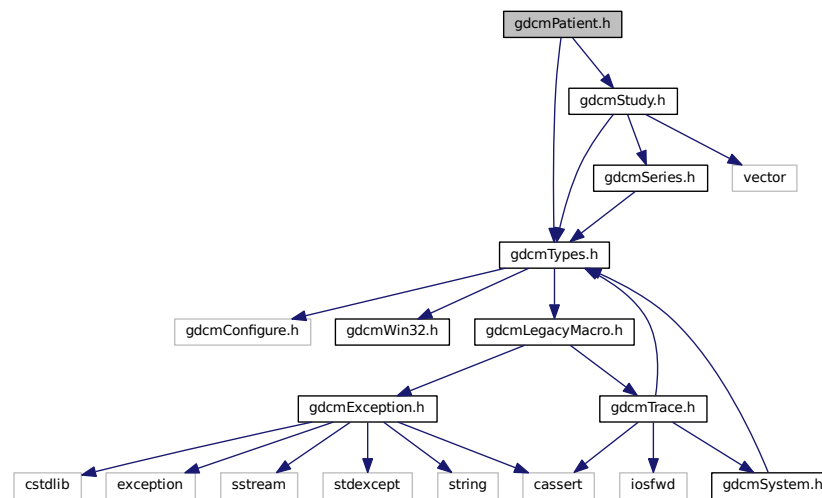 gdcmPatient.h
gdcmStudy.h
gdcmSeries.h
vector
gdcmTypes.h
gdcmConfigure.h
gdcmWin32.h
gdcmLegacyMacro.h
gdcmException.h
gdcmTrace.h
cstdlib
exception
sstream
stdexcept
string
cassert
iosfwd
gdcmSystem.h